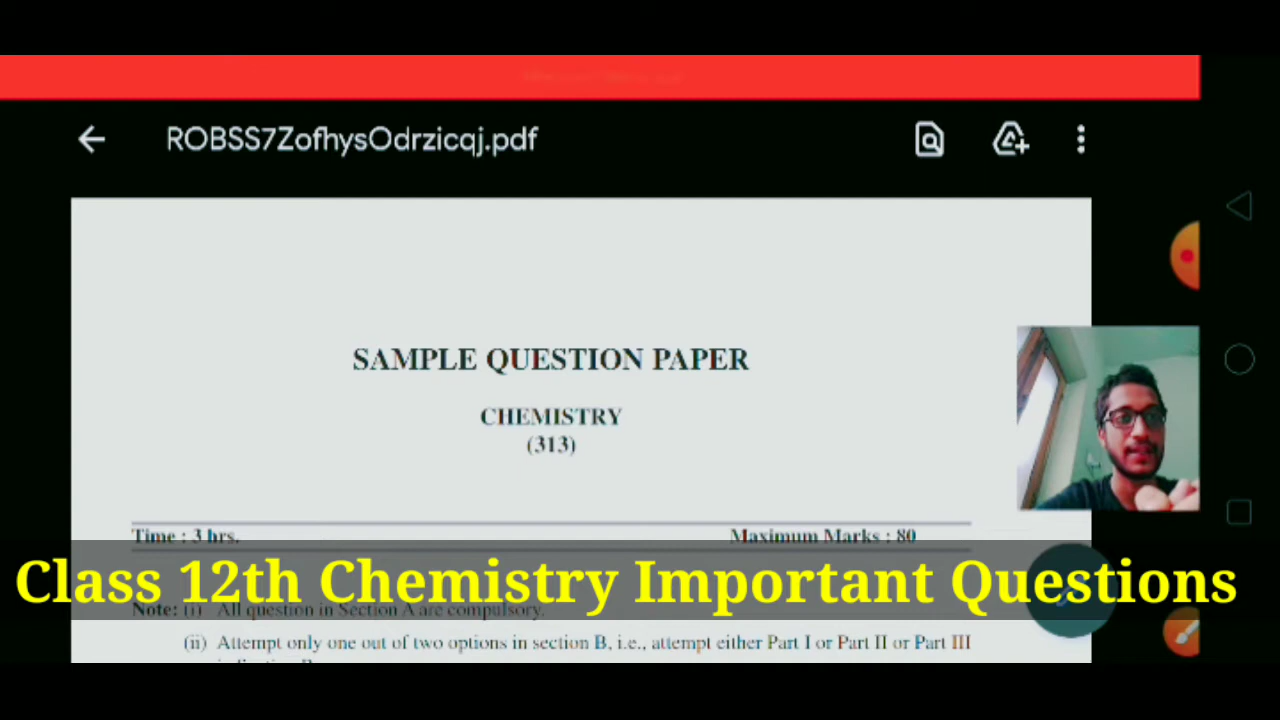 ROBSS7ZofhysOdrzicqj.pdf
SAMPLE QUESTION PAPER
CHEMISTRY
(313)
Time : 3 hrs.
Maximum Marks : 80
Class 12th Chemistry Important Questions
Note: (i) All question in Section A are compulsory.
(ii) Attempt only one out of two options in section B, i.e., attempt either Part I or Part II or Part III